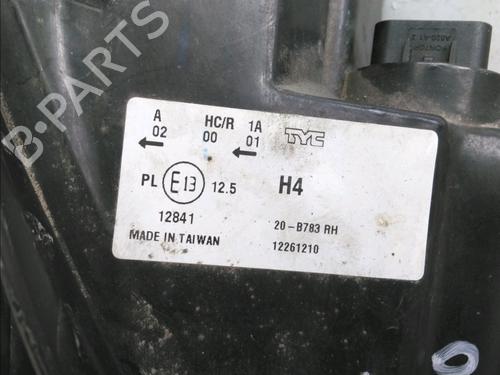 A HC/R 1A TYC
02 00 01
PL E13 12.5 H4
12841 20-B783 RH
MADE IN TAIWAN 12261210
B-PARTS